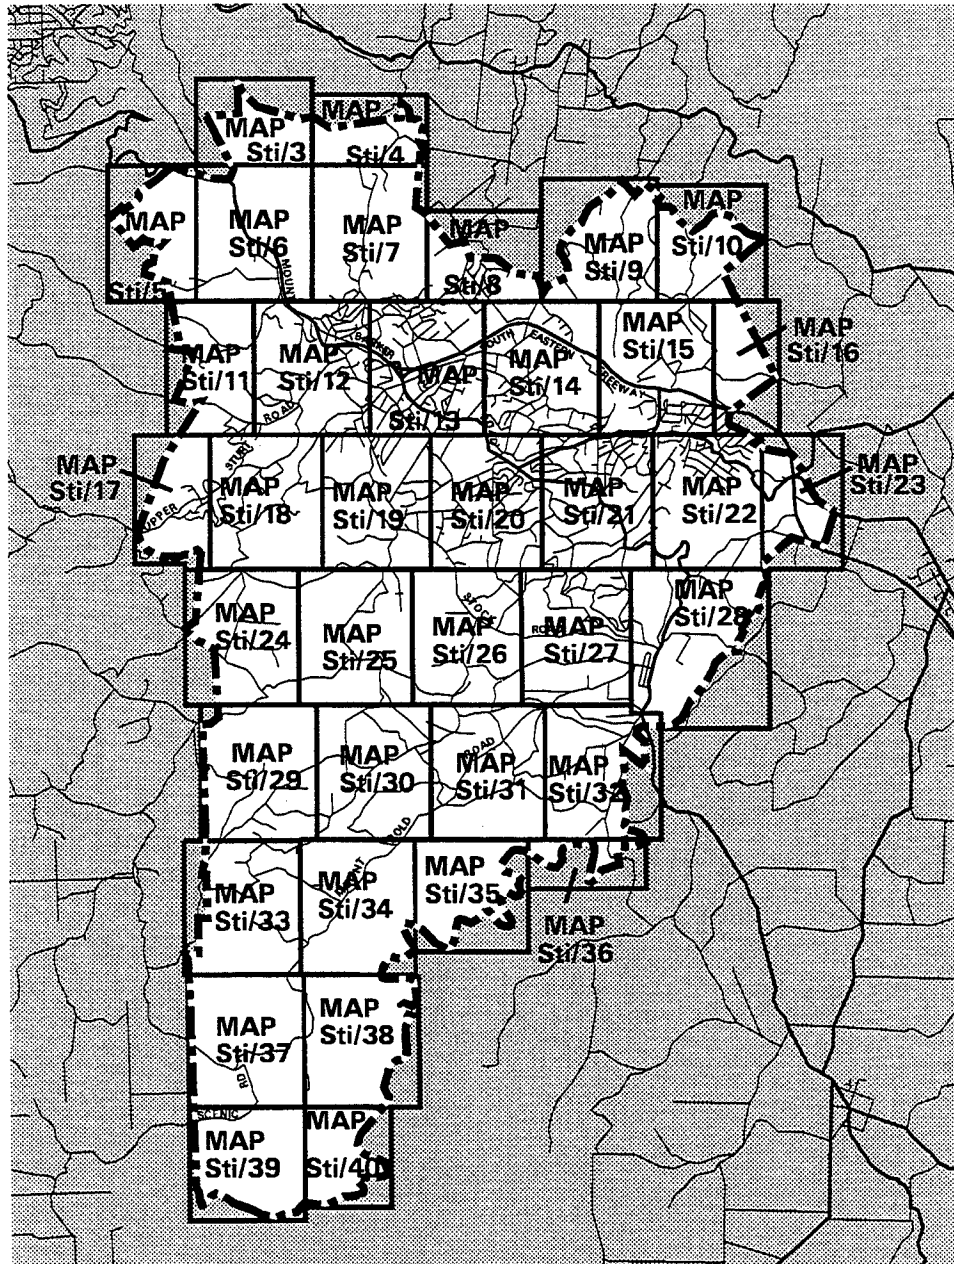 MAP
Sti/3
MAP
Sti/4
MAP
Sti/5
MAP
Sti/6
MAP
Sti/7
MAP
Sti/8
MAP
Sti/9
MAP
Sti/10
MOUNT
BARKER
SOUTH
EASTERN
FREEWAY
MAP
Sti/11
MAP
Sti/12
MAP
Sti/13
MAP
Sti/14
MAP
Sti/15
MAP
Sti/16
ROAD
STURT
UPPER
MAP
Sti/17
MAP
Sti/18
MAP
Sti/19
MAP
Sti/20
MAP
Sti/21
MAP
Sti/22
MAP
Sti/23
MAP
Sti/24
MAP
Sti/25
STOCK
ROAD
MAP
Sti/26
MAP
Sti/27
MAP
Sti/28
MAP
Sti/29
MAP
Sti/30
ROAD
MAP
Sti/31
MAP
Sti/32
OLD
MAP
Sti/33
MAP
Sti/34
MAP
Sti/35
MAP
Sti/36
MAP
Sti/37
MAP
Sti/38
RD
SCENIC
MAP
Sti/39
MAP
Sti/40